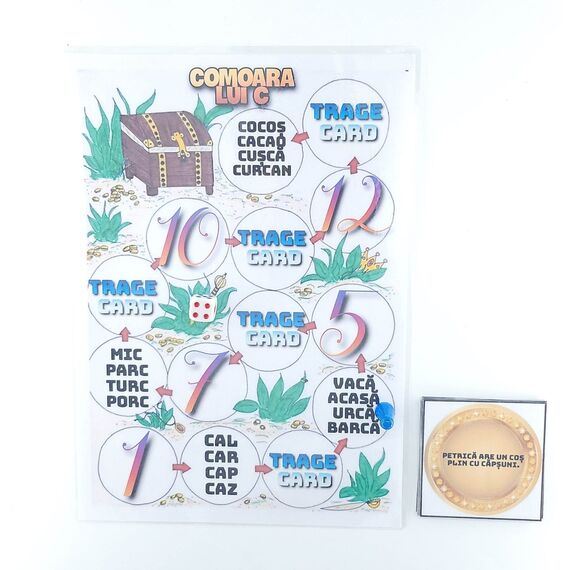 COMOARA
LUI C
COCOȘ
CACAO
CUȘCĂ
CURCAN
TRAGE
CARD
12
10
TRAGE
CARD
TRAGE
CARD
TRAGE
CARD
5
MIC
PARC
TURC
PORC
7
VACĂ
ACASĂ
URCĂ
BARCĂ
1
CAL
CAR
CAP
CAZ
TRAGE
CARD
PETRICĂ ARE UN COȘ
PLIN CU CĂPȘUNI.